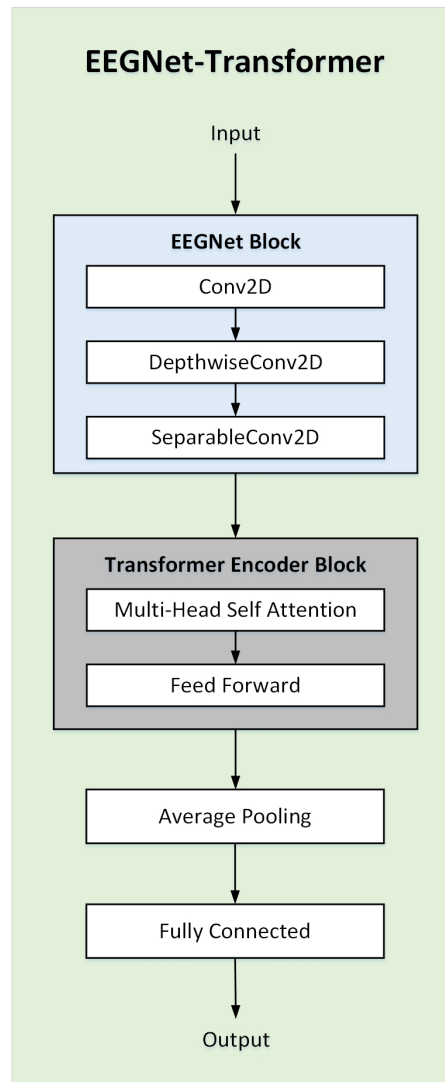 EEGNet-Transformer
Input
EEGNet Block
Conv2D
DepthwiseConv2D
SeparableConv2D
Transformer Encoder Block
Multi-Head Self Attention
Feed Forward
Average Pooling
Fully Connected
Output